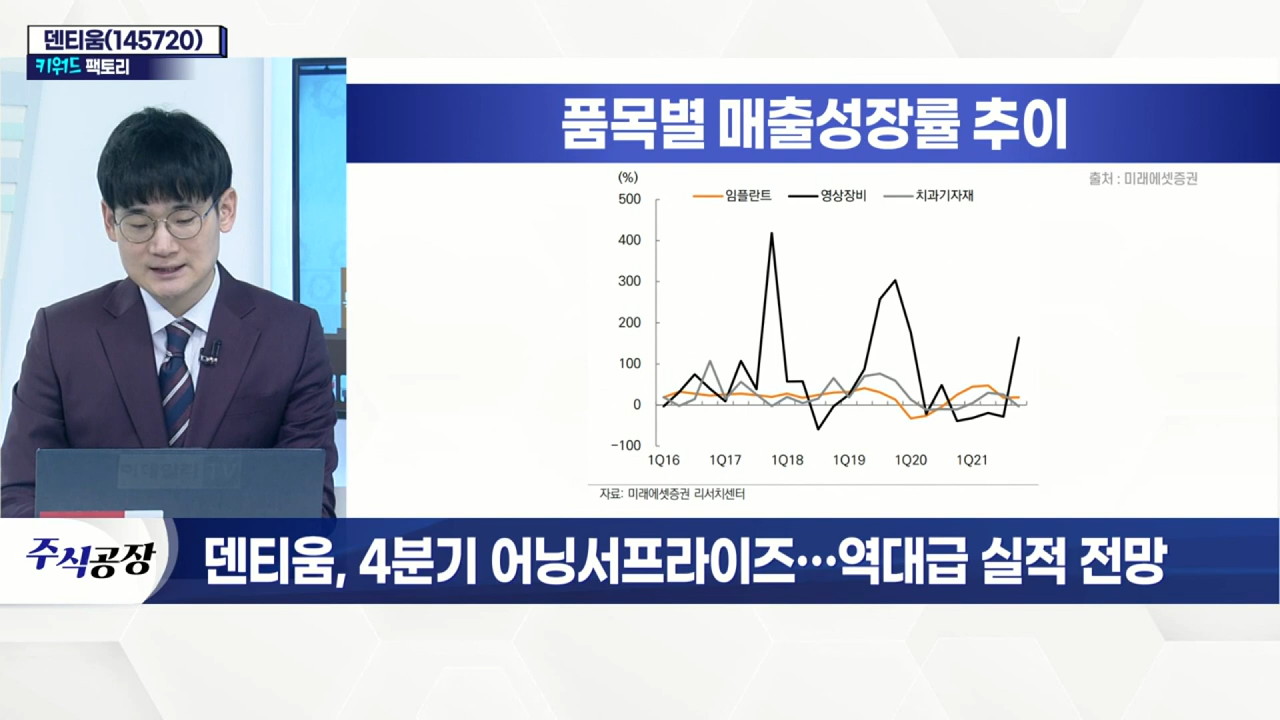 덴티움(145720)
키워드 팩토리
품목별 매출성장률 추이
출처 : 미래에셋증권
(%)
임플란트 영상장비 치과기자재
500
400
300
200
100
0
-100
1Q16 1Q17 1Q18 1Q19 1Q20 1Q21
자료: 미래에셋증권 리서치센터
주식공장
덴티움, 4분기 어닝서프라이즈…역대급 실적 전망